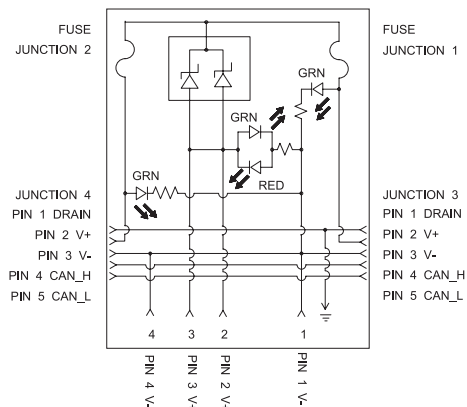 FUSE
JUNCTION 2
FUSE
JUNCTION 1
GRN
GRN
GRN
RED
JUNCTION 4
PIN 1 DRAIN
PIN 2 V+
PIN 3 V-
PIN 4 CAN_H
PIN 5 CAN_L
JUNCTION 3
PIN 1 DRAIN
PIN 2 V+
PIN 3 V-
PIN 4 CAN_H
PIN 5 CAN_L
4
3
2
1
PIN 4 V-
PIN 3 V+
PIN 2 V+
PIN 1 V-